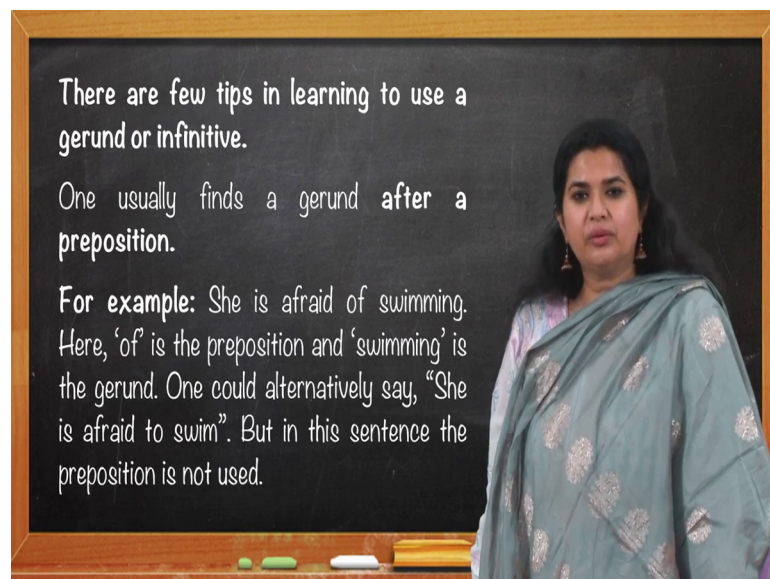 There are few tips in learning to use a
gerund or infinitive.
One usually finds a gerund after a
preposition.
For example: She is afraid of swimming.
Here, ‘of’ is the preposition and ‘swimming’ is
the gerund. One could alternatively say, “She
is afraid to swim”. But in this sentence the
preposition is not used.